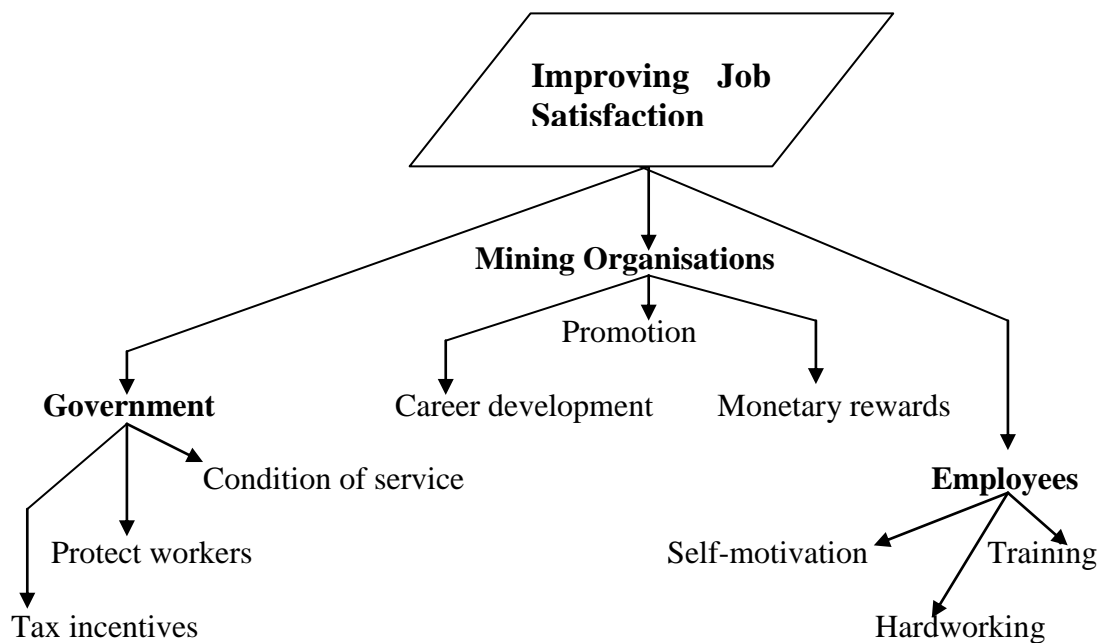 Improving Job
Satisfaction
Mining Organisations
Promotion
Government
Career development
Monetary rewards
Condition of service
Employees
Protect workers
Self-motivation
Training
Tax incentives
Hardworking